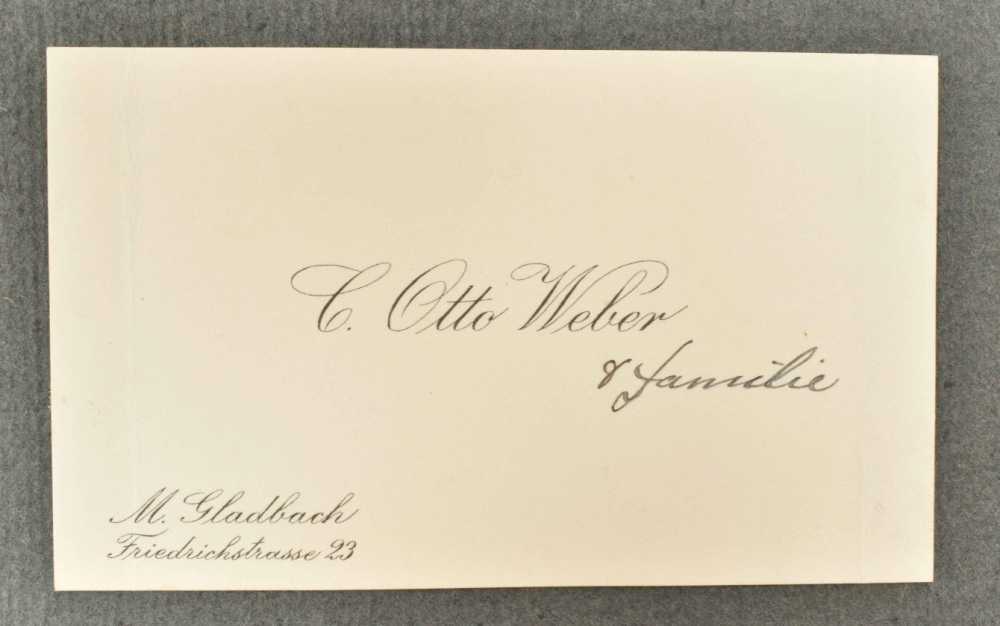 C. Otto Weber
& Familie
M. Gladbach
Friedrichstrasse 23